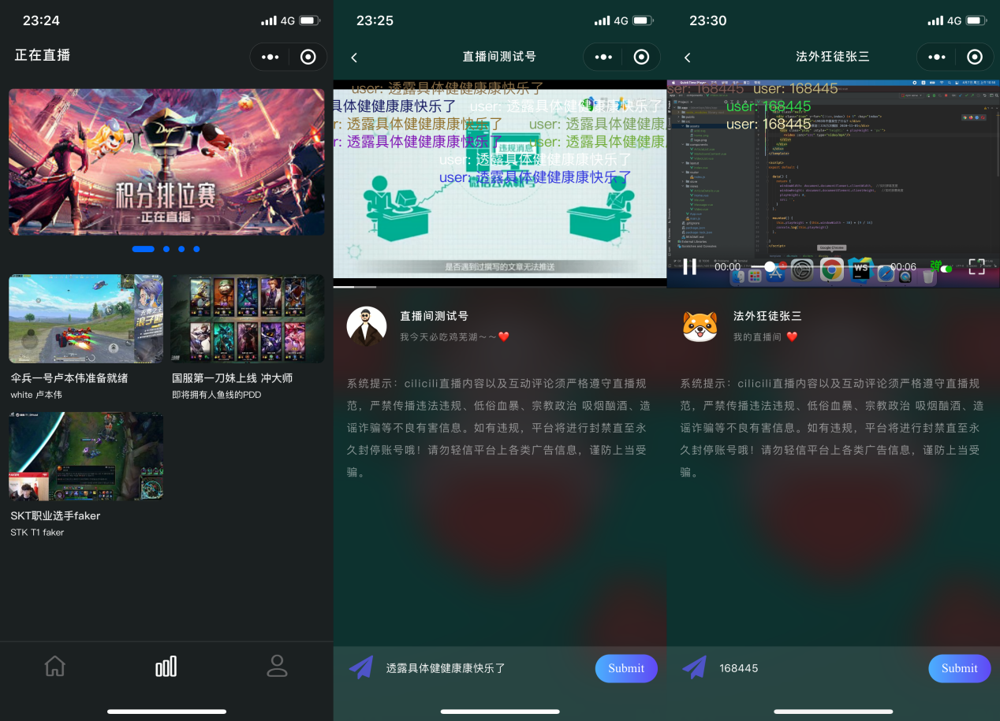 23:24
4G
正在直播
积分排位赛
-正在直播-
伞兵一号卢本伟准备就绪
white 卢本伟
国服第一刀妹上线 冲大师
即将拥有人鱼线的PDD
SKT职业选手faker
STK T1 faker
23:25
4G
直播间测试号
user: 透露具体健健康康快乐了
具体健健康康快乐了
user: 透露具体健健康康快乐了
r: 透露具体健健康康快乐了
user: 透露具体健健康康快乐
r: 透露具体健健康康快乐了
user: 透露具体健健康康快乐
user: 透露具体健健康康快乐了
user: 透露具体健健康康快乐了
违规消息
微信公众账号
是否遇到过撰写的文章无法推送
直播间测试号
我今天必吃鸡芜湖～～❤️
系统提示：cilicili直播内容以及互动评论须严格遵守直播规
范，严禁传播违法违规、低俗血暴、宗教政治 吸烟酗酒、造
谣诈骗等不良有害信息。如有违规，平台将进行封禁直至永
久封停账号哦！请勿轻信平台上各类广告信息，谨防上当受
骗。
透露具体健健康康快乐了
Submit
23:30
4G
法外狂徒张三
user: 168445
user: 168445
user: 168445
user: 168445
Google Chrome
WS
00:00
00:06
弹
法外狂徒张三
我的直播间 ❤️
系统提示：cilicili直播内容以及互动评论须严格遵守直播规
范，严禁传播违法违规、低俗血暴、宗教政治 吸烟酗酒、造
谣诈骗等不良有害信息。如有违规，平台将进行封禁直至永
久封停账号哦！请勿轻信平台上各类广告信息，谨防上当受
骗。
168445
Submit